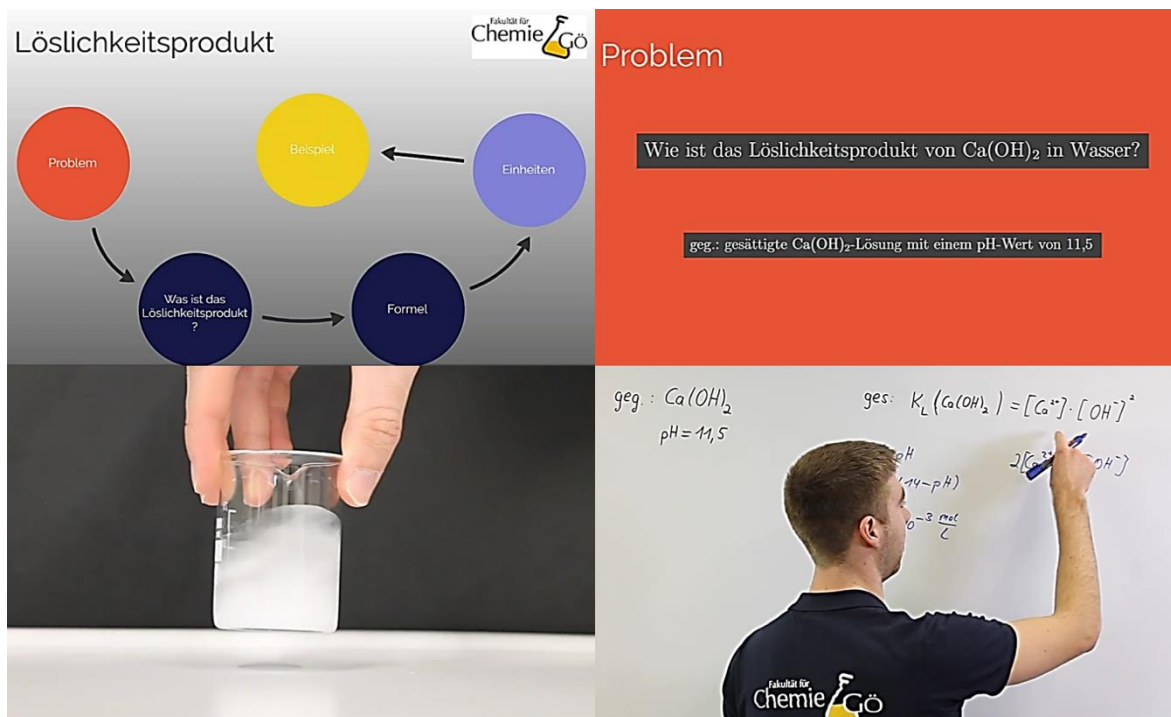 Löslichkeitsprodukt
Fakultät für
Chemie Gö
Problem
Beispiel
Einheiten
Was ist das
Löslichkeitsprodukt
?
Formel
Problem
Wie ist das Löslichkeitsprodukt von Ca(OH)₂ in Wasser?
geg.: gesättigte Ca(OH)₂-Lösung mit einem pH-Wert von 11,5
geg.: Ca(OH)₂
pH = 11,5
ges: K_L (Ca(OH)₂) = [Ca²⁺]·[OH⁻]²
pH
14-pH)
⁻³ mol/L
Fakultät für
Chemie Gö